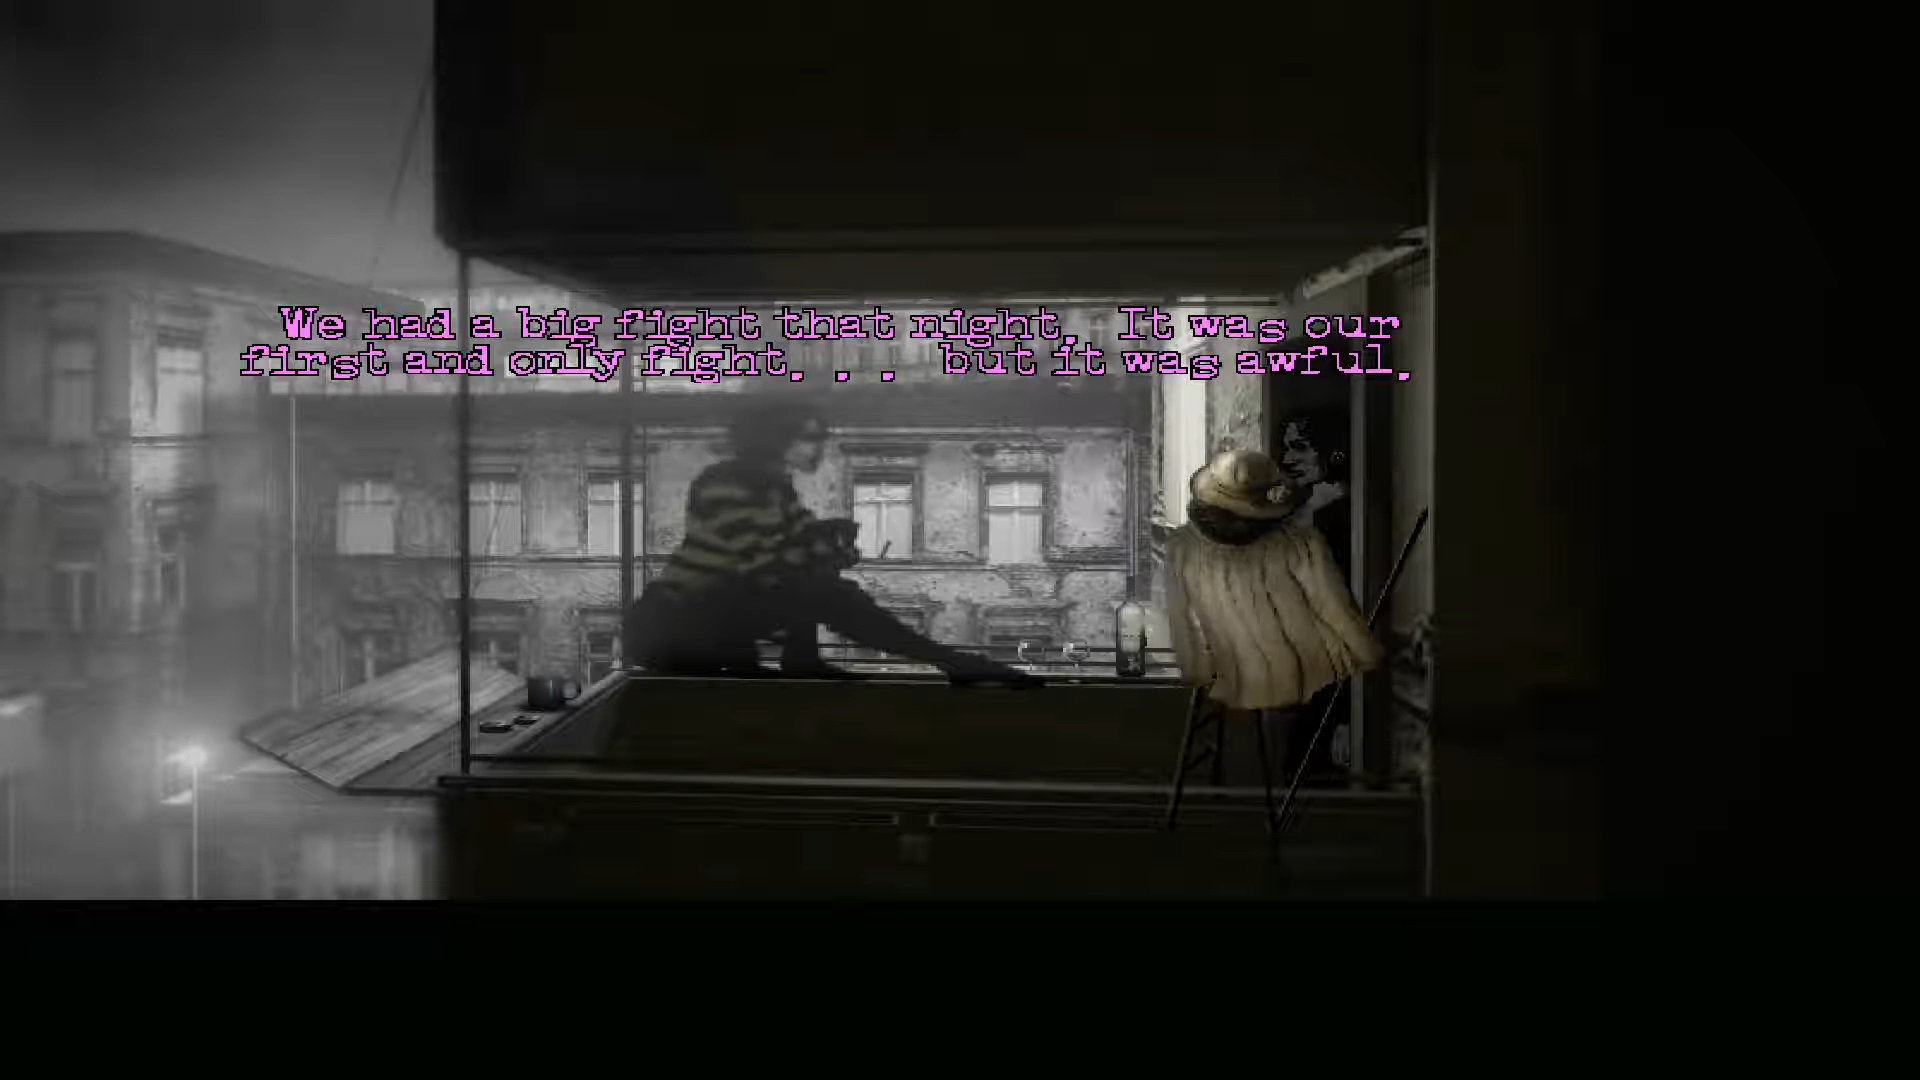 We had a big fight that night. It was our
first and only fight. . . but it was awful.